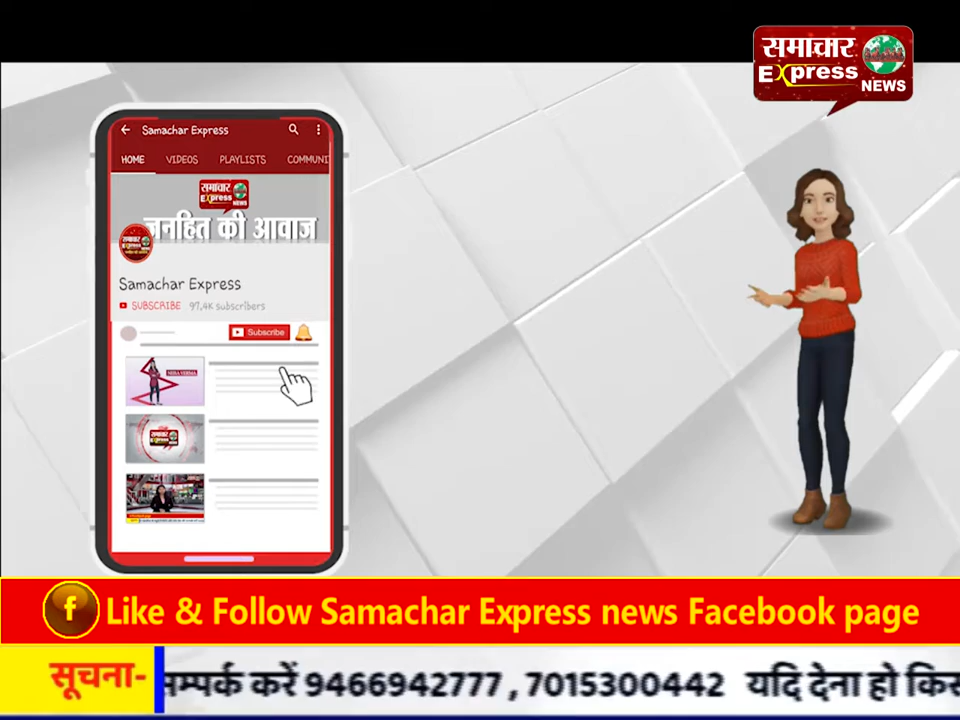 समाचार
Express
NEWS
Samachar Express
HOME VIDEOS PLAYLISTS COMMUNI
समाचार
Express
NEWS
जनहित की आवाज
Samachar Express
SUBSCRIBE 97.4K subscribers
Subscribe
f Like & Follow Samachar Express news Facebook page
सूचना- सम्पर्क करें 9466942777 , 7015300442 यदि देना हो किस